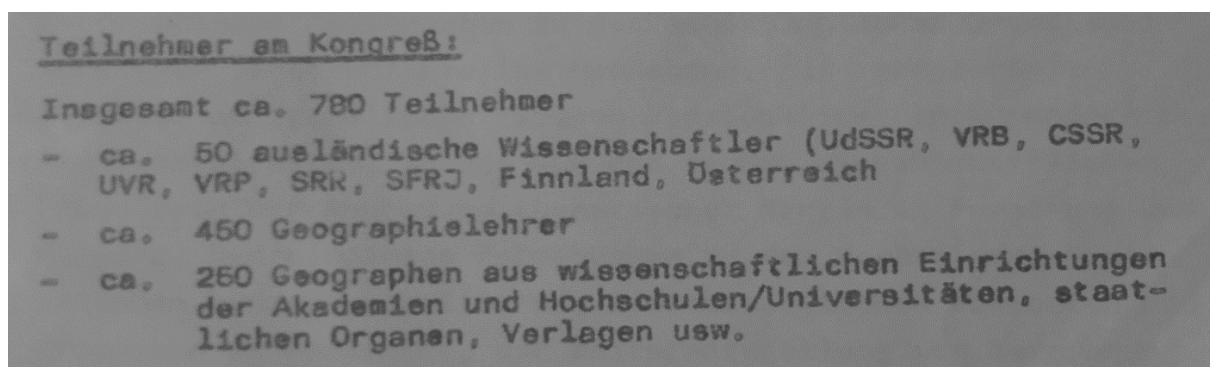 Teilnehmer am Kongreß:
Insgesamt ca. 780 Teilnehmer
- ca. 50 ausländische Wissenschaftler (UdSSR, VRB, CSSR,
UVR, VRP, SRR, SFRJ, Finnland, Österreich
- ca. 450 Geographielehrer
- ca. 260 Geographen aus wissenschaftlichen Einrichtungen
der Akademien und Hochschulen/Universitäten, staat-
lichen Organen, Verlagen usw.